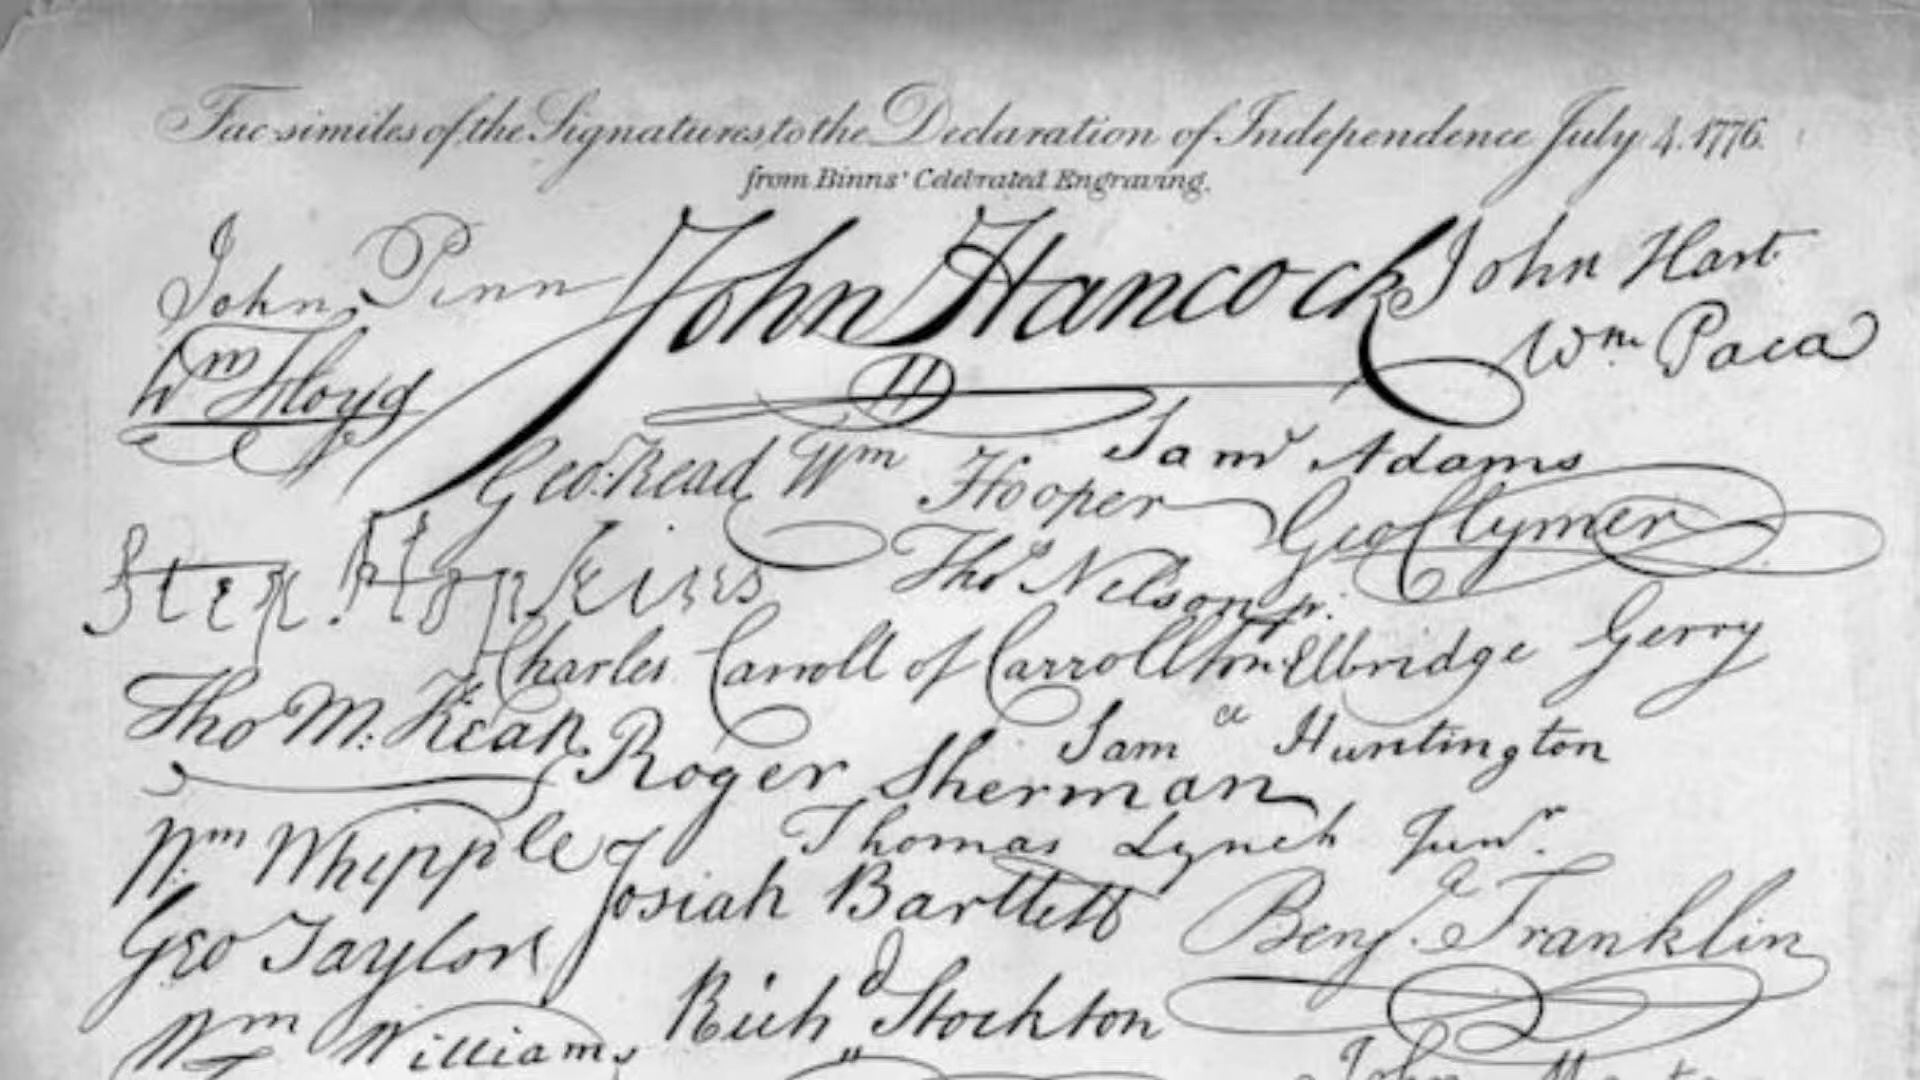 Fac-similes of the Signatures to the Declaration of Independence July 4. 1776.
from Binns' Celebrated Engraving.
John Penn John Hancock John Hart
Wm Floyd Wm Paca
Geo. Read Wm Hooper Saml Adams
Geo Clymer
Step. Hopkins Thos Nelson jr.
Charles Carroll of Carrollton Elbridge Gerry
Tho M:Kean Saml Huntington
Roger Sherman
Wm Whipple Thomas Lynch Junr.
Josiah Bartlett Benja Franklin
Geo Taylor
Richd Stockton
Wm Williams
John